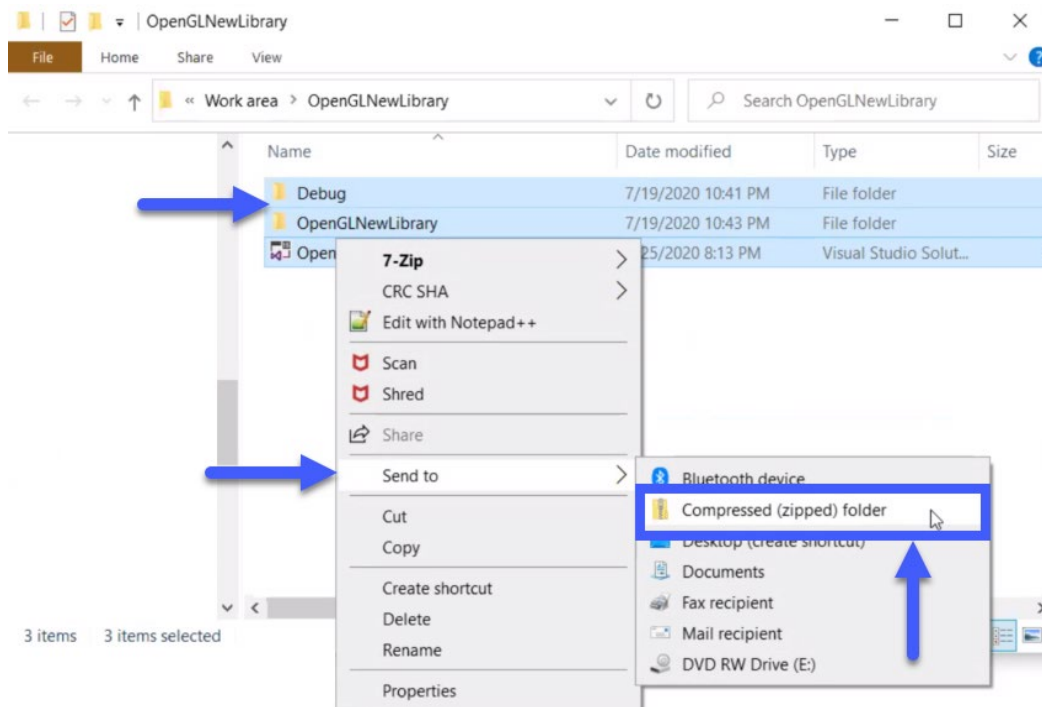 OpenGLNewLibrary
File Home Share View
« Work area > OpenGLNewLibrary
Search OpenGLNewLibrary
Name Date modified Type Size
Debug 7/19/2020 10:41 PM File folder
OpenGLNewLibrary 7/19/2020 10:43 PM File folder
Open 25/2020 8:13 PM Visual Studio Solut...
7-Zip
CRC SHA
Edit with Notepad++
Scan
Shred
Share
Send to
Cut
Copy
Create shortcut
Delete
Rename
Properties
Bluetooth device
Compressed (zipped) folder
Desktop (create shortcut)
Documents
Fax recipient
Mail recipient
DVD RW Drive (E:)
3 items 3 items selected